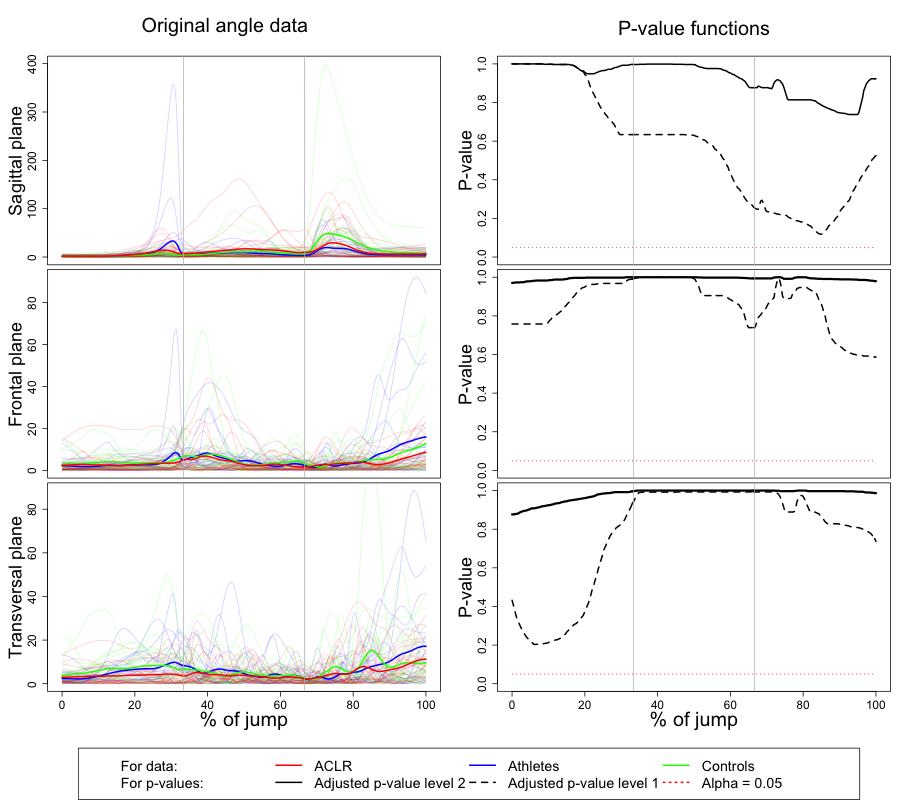 Original angle data
P-value functions
Sagittal plane
0 100 200 300 400
P-value
0.0 0.2 0.4 0.6 0.8 1.0
Frontal plane
0 20 40 60 80
P-value
0.0 0.2 0.4 0.6 0.8 1.0
Transversal plane
0 20 40 60 80
P-value
0.0 0.2 0.4 0.6 0.8 1.0
0 20 40 60 80 100
% of jump
0 20 40 60 80 100
% of jump
For data: ACLR Athletes Controls
For p-values: Adjusted p-value level 2 Adjusted p-value level 1 Alpha = 0.05